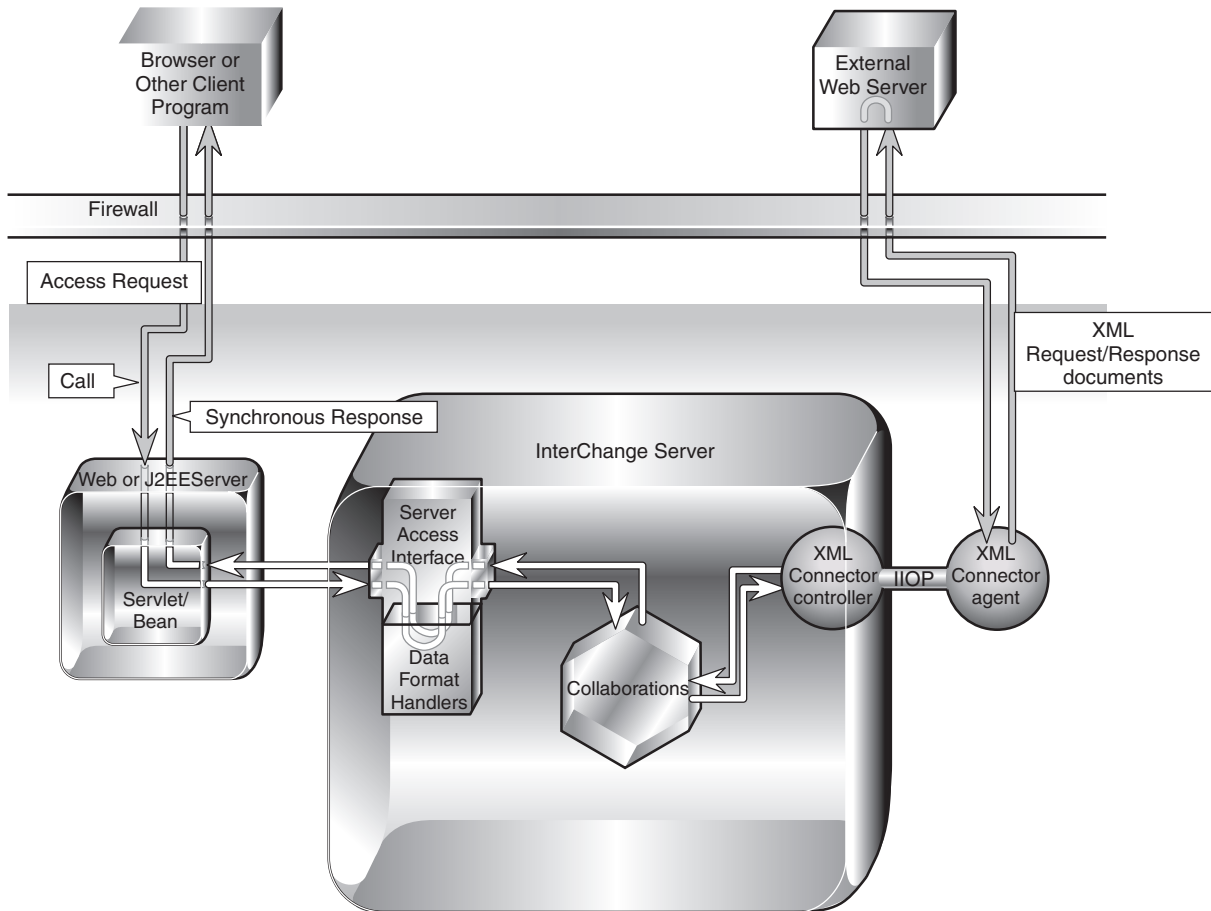 Browser or
Other Client
Program
External
Web Server
Firewall
Access Request
XML
Request/Response
documents
Call
Synchronous Response
InterChange Server
Web or J2EEServer
Server
Access
Interface
XML
Connector
controller
IIOP
XML
Connector
agent
Servlet/
Bean
Data
Format
Handlers
Collaborations